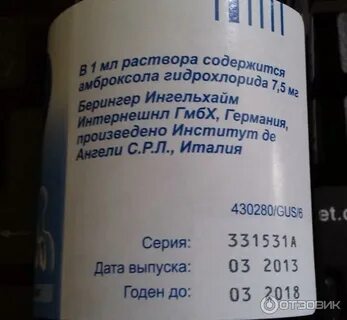 В 1 мл раствора содержится
амброксола гидрохлорида 7,5 мг
Берингер Ингельхайм
Интернешнл ГмбХ, Германия,
произведено Институт де
Ангели С.Р.Л., Италия
430280/GUS/6
et.c
Серия: 331531A
Дата выпуска: 03 2013
Годен до: 03 2018
ОТЗОВИК